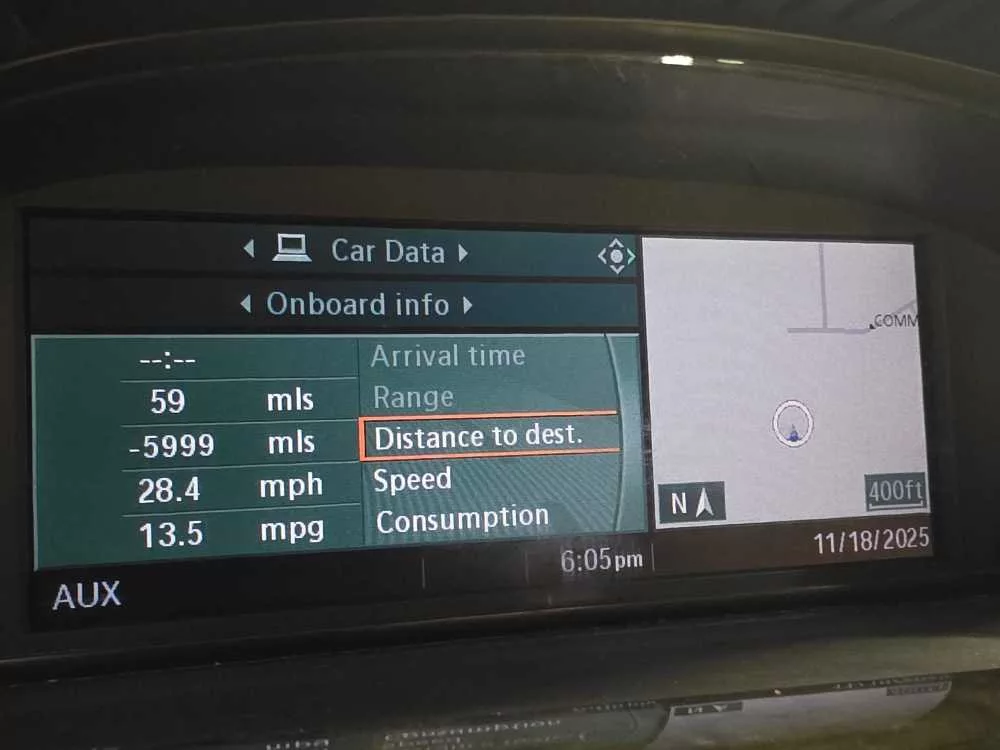 Car Data
Onboard info
--:-- Arrival time
59 mls Range
-5999 mls Distance to dest.
28.4 mph Speed
13.5 mpg Consumption
COMM
N
400ft
11/18/2025
6:05pm
AUX